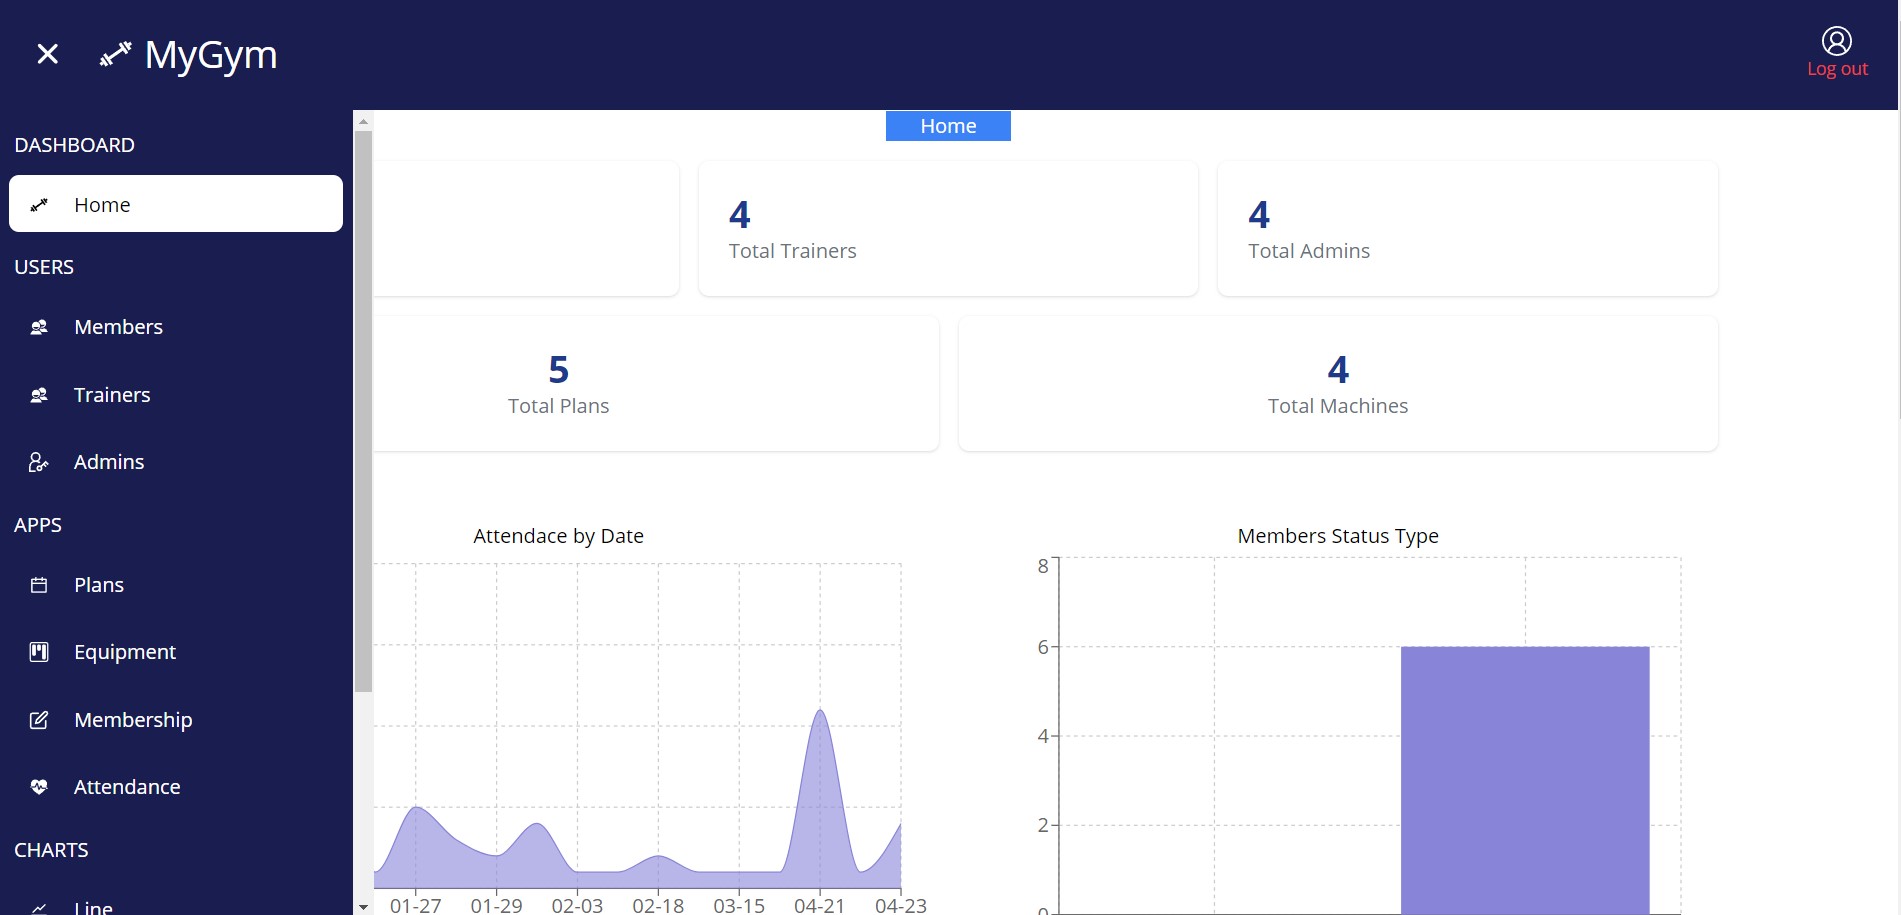 MyGym
Log out
DASHBOARD
Home
USERS
Members
Trainers
Admins
APPS
Plans
Equipment
Membership
Attendance
CHARTS
Line
Home
4
Total Trainers
4
Total Admins
5
Total Plans
4
Total Machines
Attendace by Date
01-27 01-29 02-03 02-18 03-15 04-21 04-23
Members Status Type
8
6
4
2
0